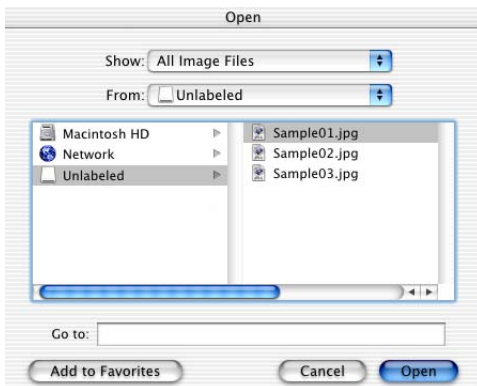 Open
Show: All Image Files
From: Unlabeled
Macintosh HD
Network
Unlabeled
Sample01.jpg
Sample02.jpg
Sample03.jpg
Go to:
Add to Favorites Cancel Open